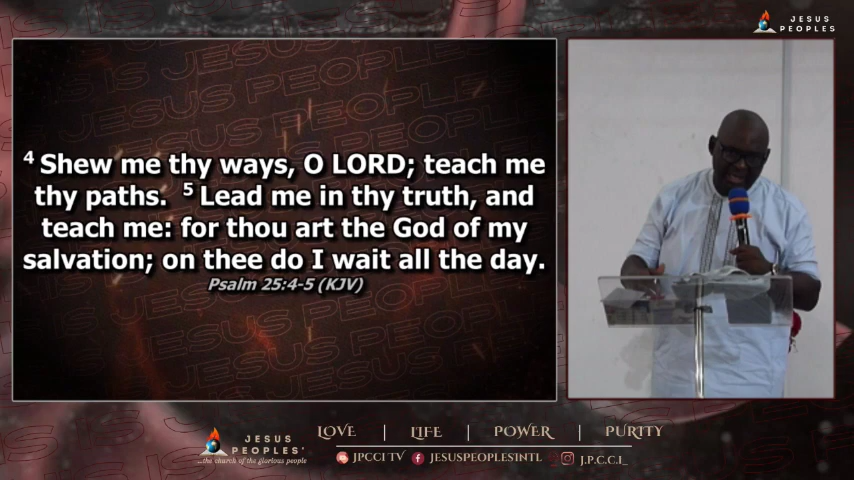 JESUS
PEOPLES
4 Shew me thy ways, O LORD; teach me
thy paths. 5 Lead me in thy truth, and
teach me: for thou art the God of my
salvation; on thee do I wait all the day.
Psalm 25:4-5 (KJV)
JESUS
PEOPLES'
...the church of the glorious people
LOVE | LIFE | POWER | PURITY
JPCCI TV JESUSPEOPLESINTL J.P.C.C.I_